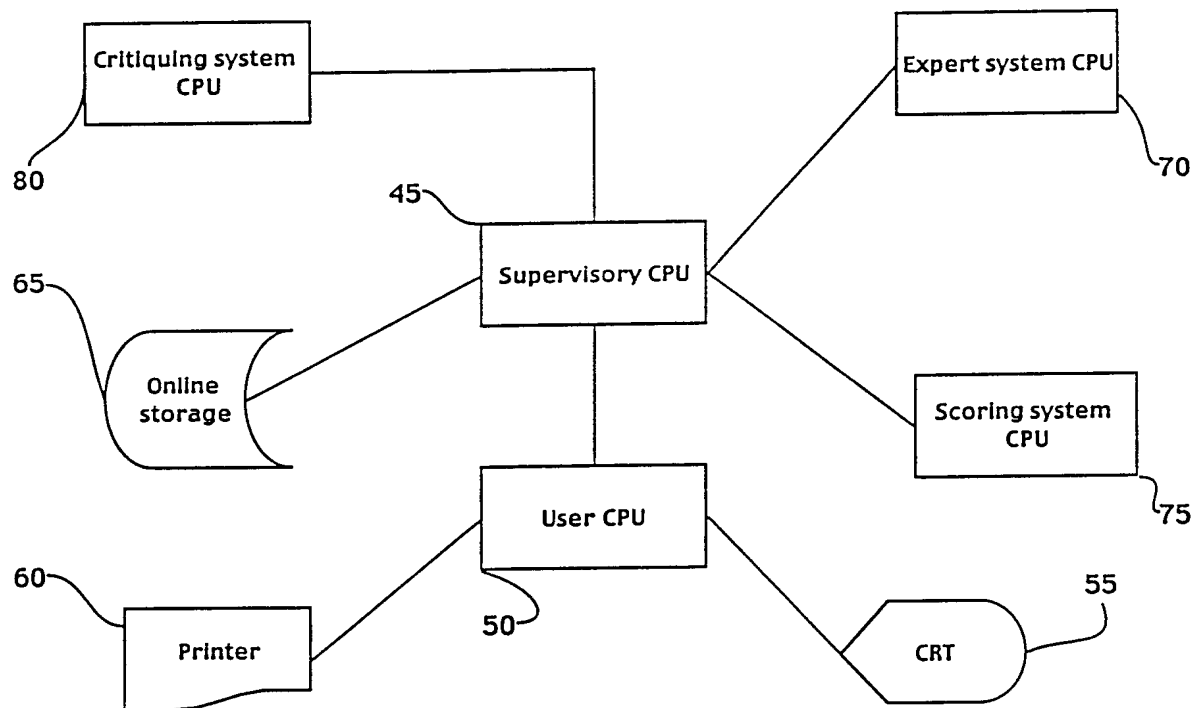 Critiquing system
CPU
Expert system CPU
80
70
45
Supervisory CPU
65
Online
storage
Scoring system
CPU
User CPU
75
60
50
55
Printer
CRT